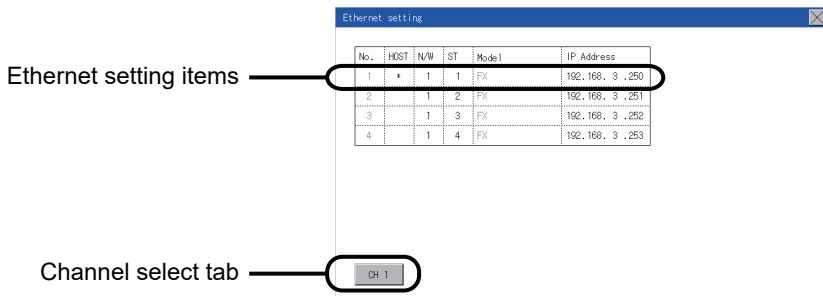 Ethernet setting
No. HOST N/W ST Model IP Address
Ethernet setting items
1 * 1 1 FX 192.168. 3 .250
2 1 2 FX 192.168. 3 .251
3 1 3 FX 192.168. 3 .252
4 1 4 FX 192.168. 3 .253
Channel select tab
CH 1